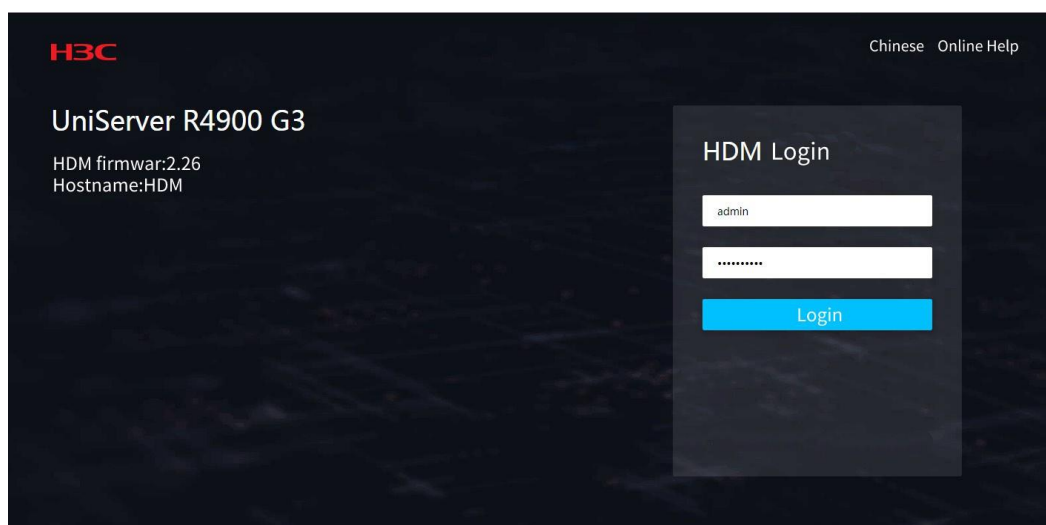 H3C
Chinese Online Help
UniServer R4900 G3
HDM firmwar:2.26
Hostname:HDM
HDM Login
admin
••••••••••
Login